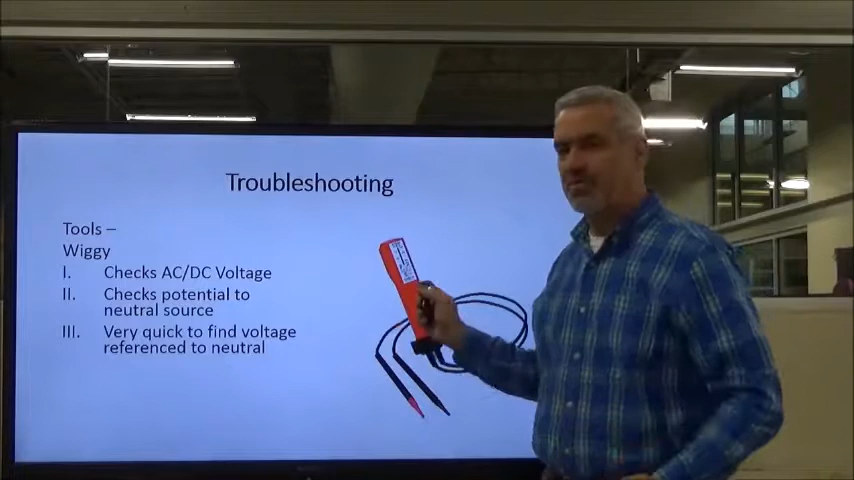 Troubleshooting
Tools –
Wiggy
I. Checks AC/DC Voltage
II. Checks potential to
neutral source
III. Very quick to find voltage
referenced to neutral